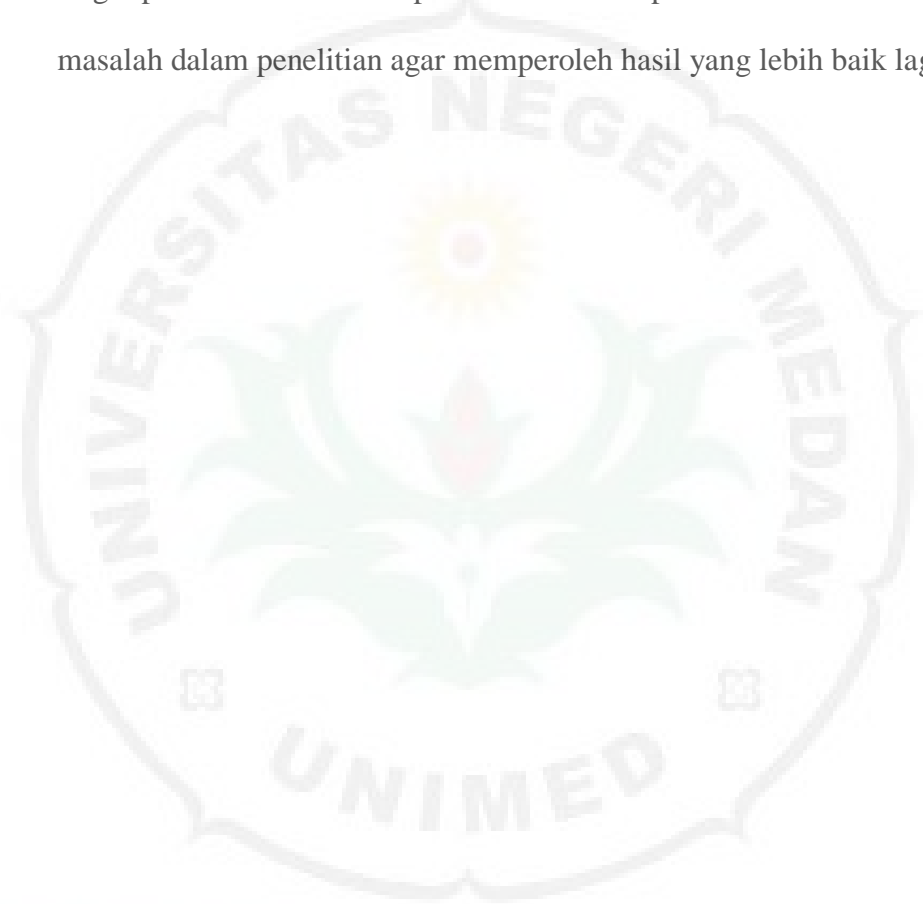 masalah dalam penelitian agar memperoleh hasil yang lebih baik
UNIVERSITAS NEGERI MEDAN
UNIMED